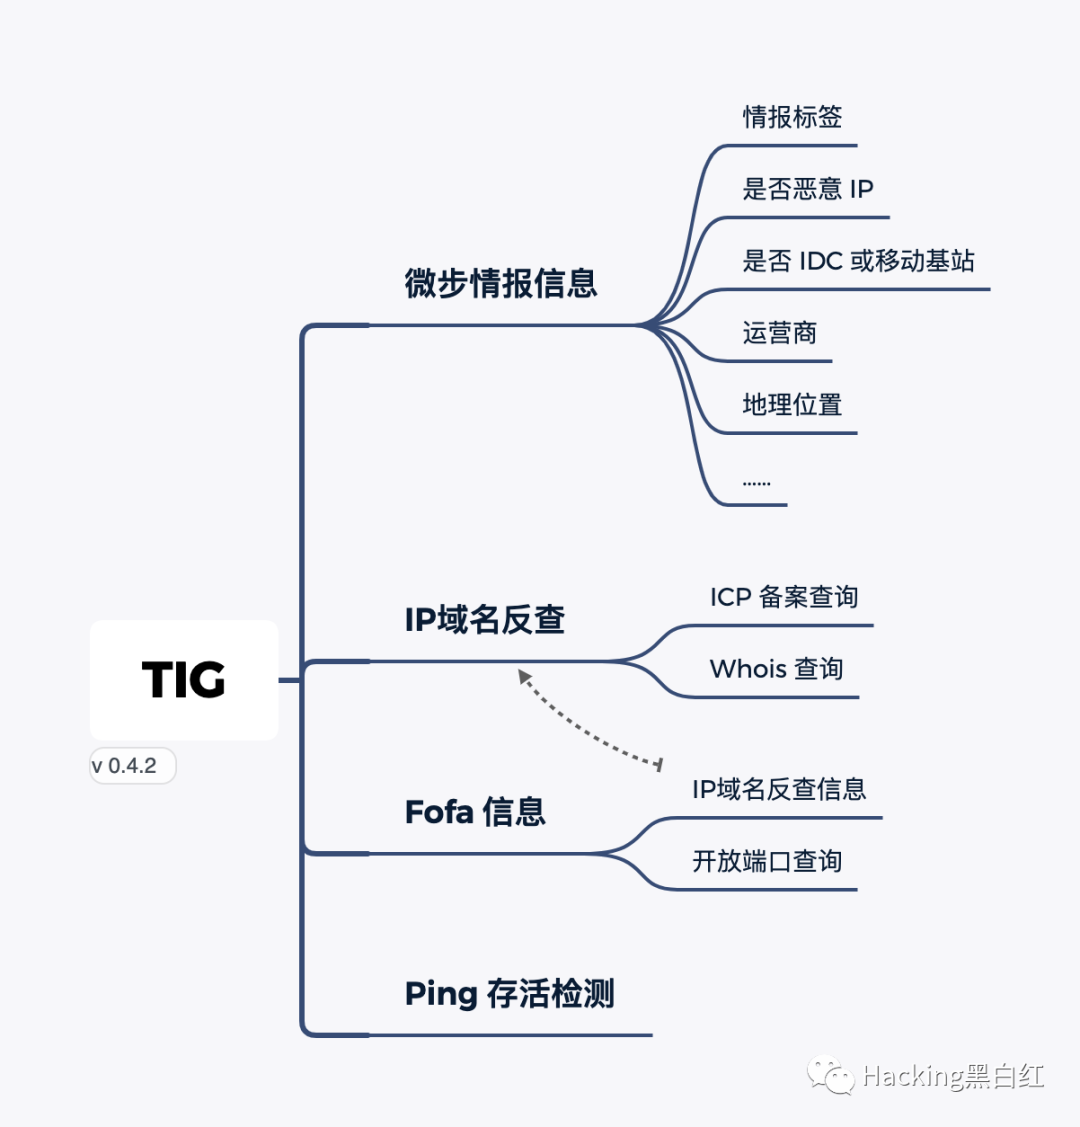 情报标签
是否恶意 IP
是否 IDC 或移动基站
微步情报信息
运营商
地理位置
......
ICP 备案查询
IP域名反查
Whois 查询
TIG
v 0.4.2
IP域名反查信息
Fofa 信息
开放端口查询
Ping 存活检测
Hacking黑白红